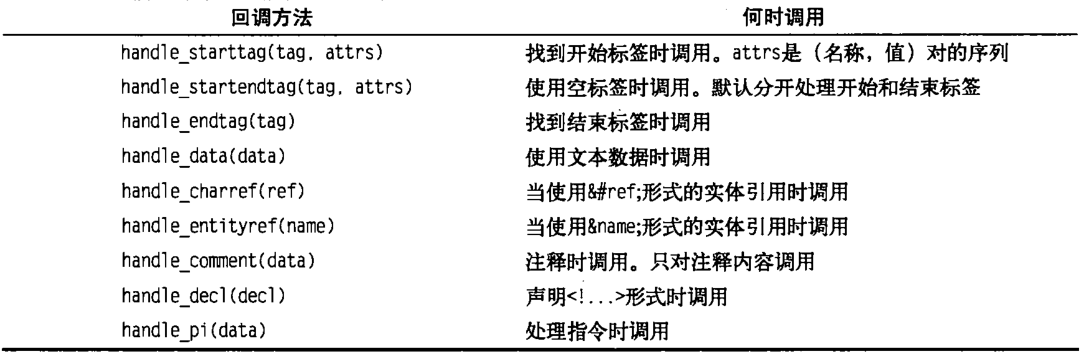 回调方法 何时调用
handle_starttag(tag, attrs) 找到开始标签时调用。attrs是（名称，值）对的序列
handle_startendtag(tag, attrs) 使用空标签时调用。默认分开处理开始和结束标签
handle_endtag(tag) 找到结束标签时调用
handle_data(data) 使用文本数据时调用
handle_charref(ref) 当使用&#ref;形式的实体引用时调用
handle_entityref(name) 当使用&name;形式的实体引用时调用
handle_comment(data) 注释时调用。只对注释内容调用
handle_decl(decl) 声明<!...>形式时调用
handle_pi(data) 处理指令时调用